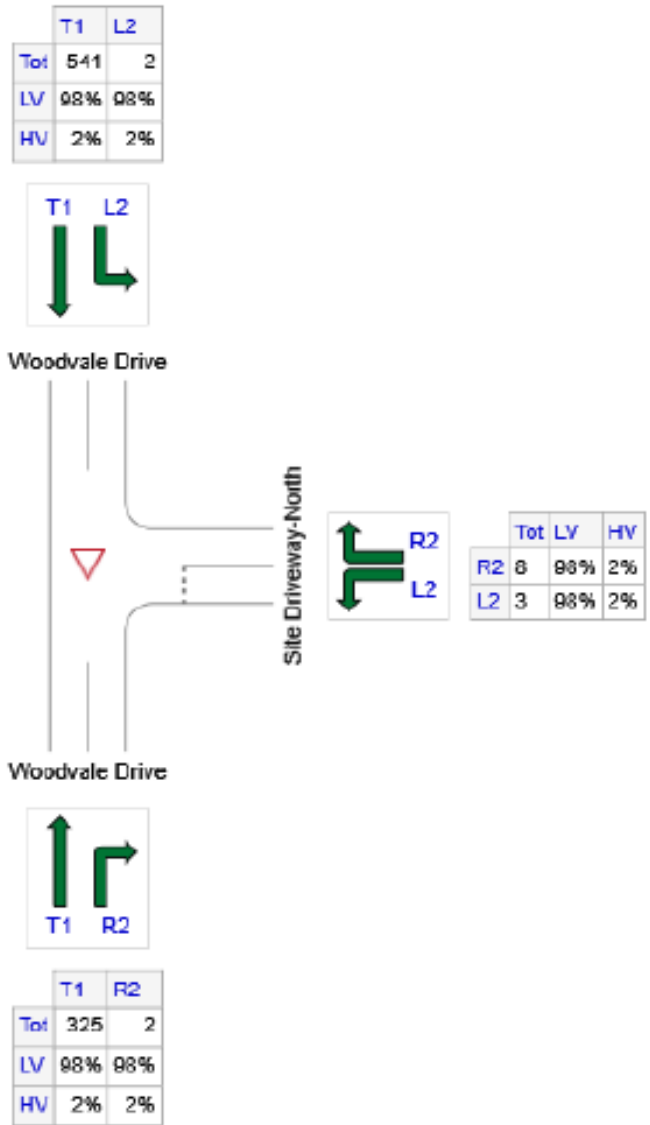 T1 L2
Tot 541 2
LV 98% 98%
HV 2% 2%
T1 L2
Woodvale Drive
Site Driveway-North
R2
L2
Tot LV HV
R2 8 98% 2%
L2 3 98% 2%
Woodvale Drive
T1 R2
T1 R2
Tot 325 2
LV 98% 98%
HV 2% 2%